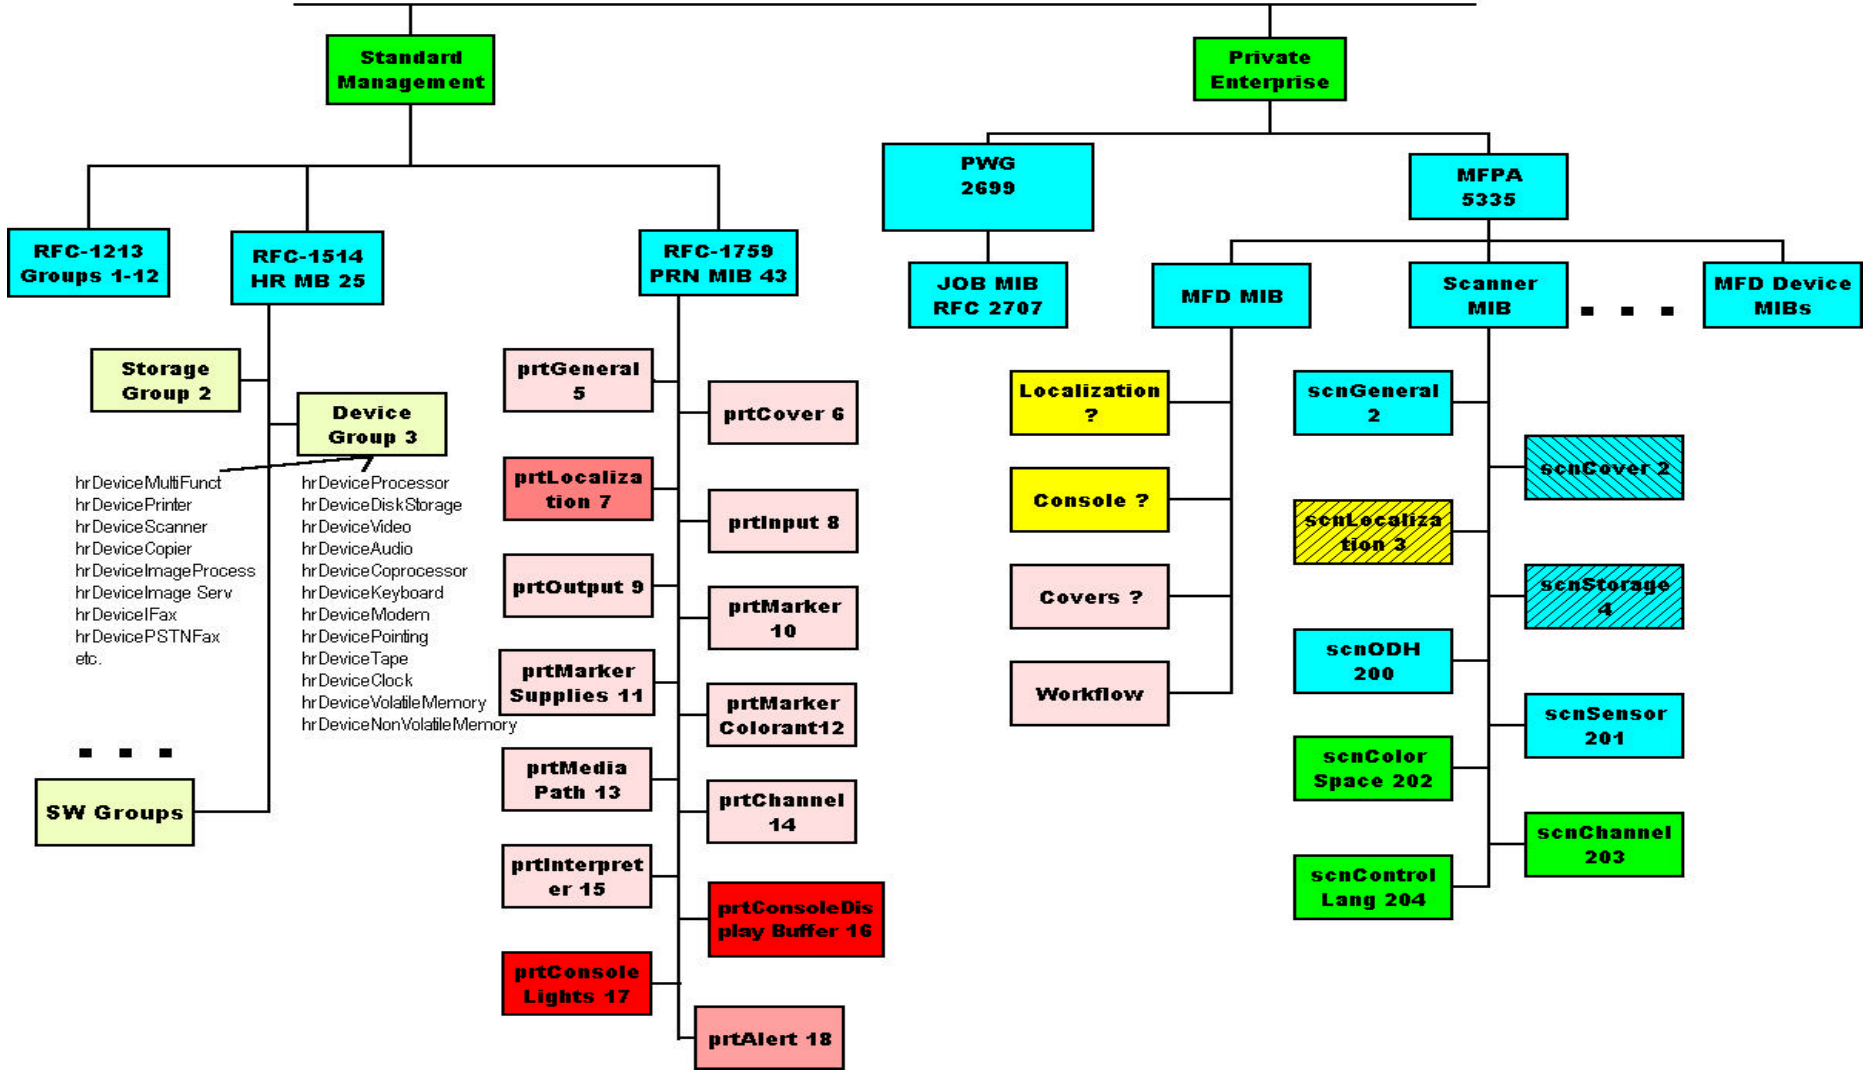 Standard
Management
Private
Enterprise
PWG
2699
MFPA
5335
RFC-1213
Groups 1-12
RFC-1514
HR MB 25
RFC-1759
PRN MIB 43
JOB MIB
RFC 2707
MFD MIB
Scanner
MIB
MFD Device
MIBs
Storage
Group 2
Device
Group 3
hrDeviceMultiFunct
hrDevicePrinter
hrDeviceScanner
hrDeviceCopier
hrDeviceImageProcess
hrDeviceImage Serv
hrDeviceIFax
hrDevicePSTNFax
etc.
hrDeviceProcessor
hrDeviceDiskStorage
hrDeviceVideo
hrDeviceAudio
hrDeviceCoprocessor
hrDeviceKeyboard
hrDeviceModem
hrDevicePointing
hrDeviceTape
hrDeviceClock
hrDeviceVolatileMemory
hrDeviceNonVolatileMemory
SW Groups
prtGeneral
5
prtCover 6
prtLocaliza
tion 7
prtInput 8
prtOutput 9
prtMarker
10
prtMarker
Supplies 11
prtMarker
Colorant12
prtMedia
Path 13
prtChannel
14
prtInterpret
er 15
prtConsoleDis
play Buffer 16
prtConsole
Lights 17
prtAlert 18
Localization
?
Console ?
Covers ?
Workflow
scnGeneral
2
scnCover 2
scnLocaliza
tion 3
scnStorage
4
scnODH
200
scnSensor
201
scnColor
Space 202
scnChannel
203
scnControl
Lang 204